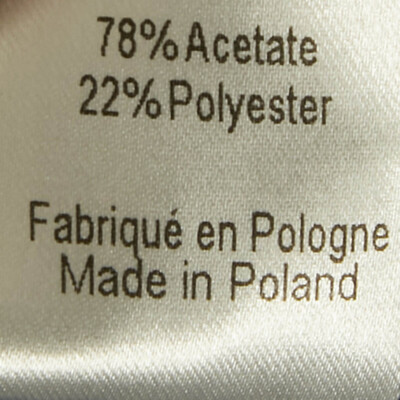 78% Acetate
22% Polyester
Fabriqué en Pologne
Made in Poland